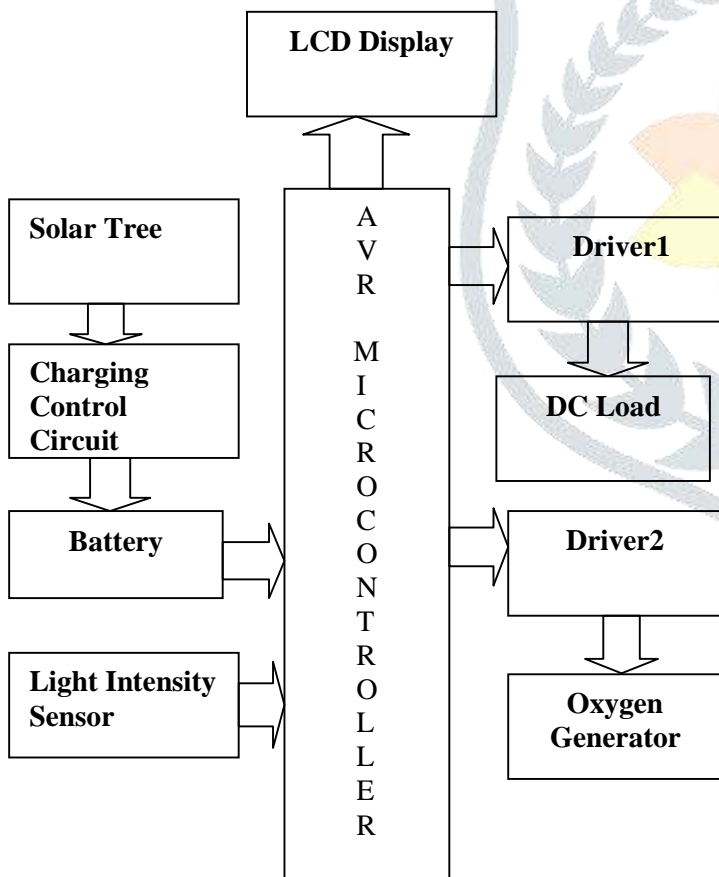 LCD Display
Solar Tree
Charging
Control
Circuit
Battery
Light Intensity
Sensor
A
V
R
M
I
C
R
O
C
O
N
T
R
O
L
L
E
R
Driver1
DC Load
Driver2
Oxygen
Generator